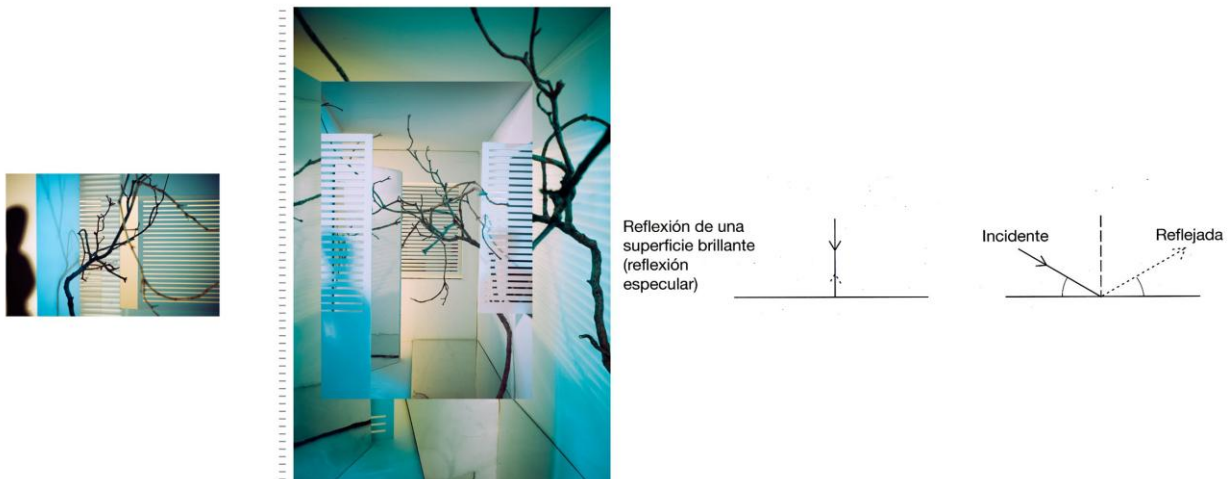 Reflexión de una
superficie brillante
(reflexión
especular)
Incidente
Reflejada